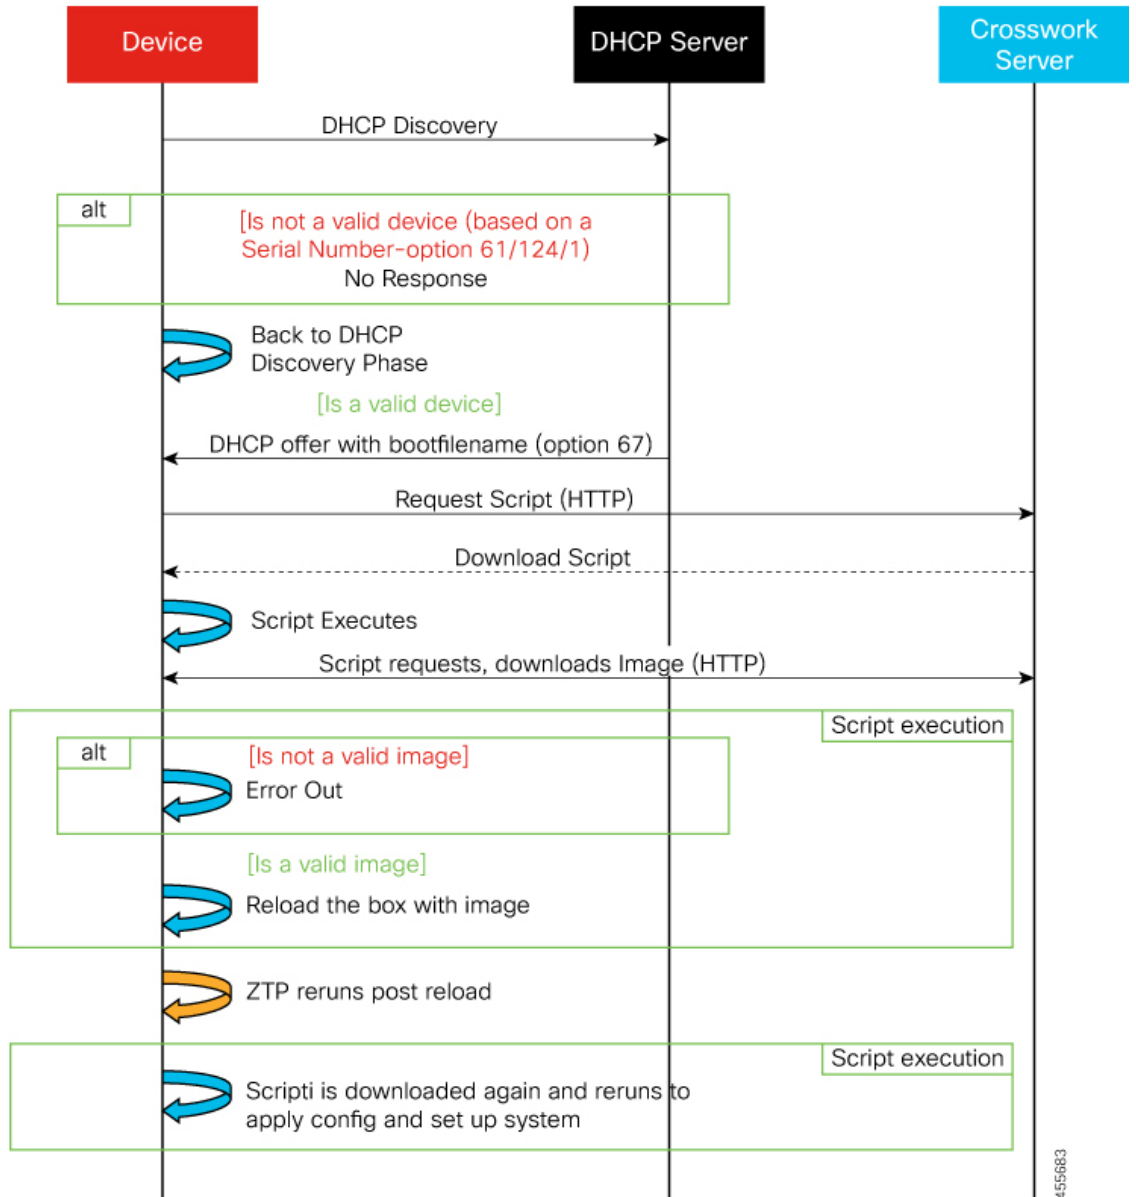 Device
DHCP Server
Crosswork
Server
DHCP Discovery
alt
[Is not a valid device (based on a
Serial Number-option 61/124/1)
No Response
Back to DHCP
Discovery Phase
[Is a valid device]
DHCP offer with bootfilename (option 67)
Request Script (HTTP)
Download Script
Script Executes
Script requests, downloads Image (HTTP)
Script execution
alt
[Is not a valid image]
Error Out
[Is a valid image]
Reload the box with image
ZTP reruns post reload
Script execution
Scripti is downloaded again and reruns to
apply config and set up system
455683